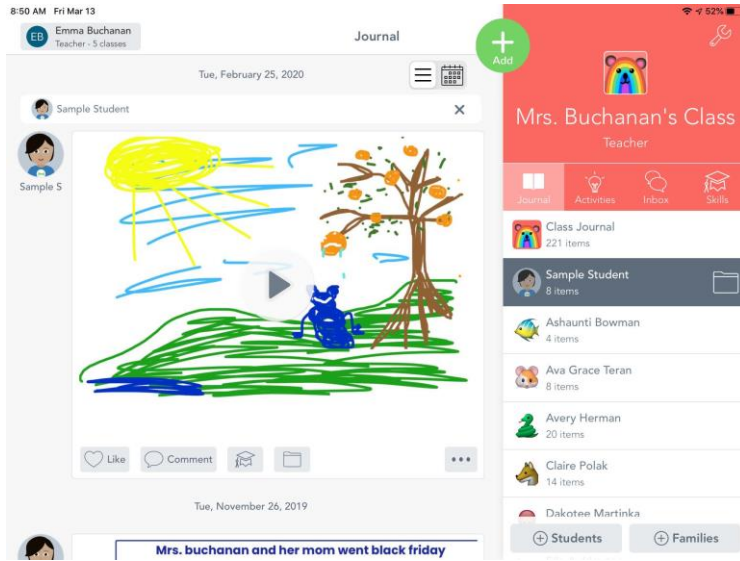 8:50 AM Fri Mar 13
52%
EB
Emma Buchanan
Teacher - 5 classes
Journal
Add
Tue, February 25, 2020
Sample Student
Sample S
Like
Comment
Tue, November 26, 2019
Mrs. buchanan and her mom went black friday
Mrs. Buchanan's Class
Teacher
Journal
Activities
Inbox
Skills
Class Journal
221 items
Sample Student
8 items
Ashaunti Bowman
4 items
Ava Grace Teran
8 items
Avery Herman
20 items
Claire Polak
14 items
Dakotee Martinka
Students
Families